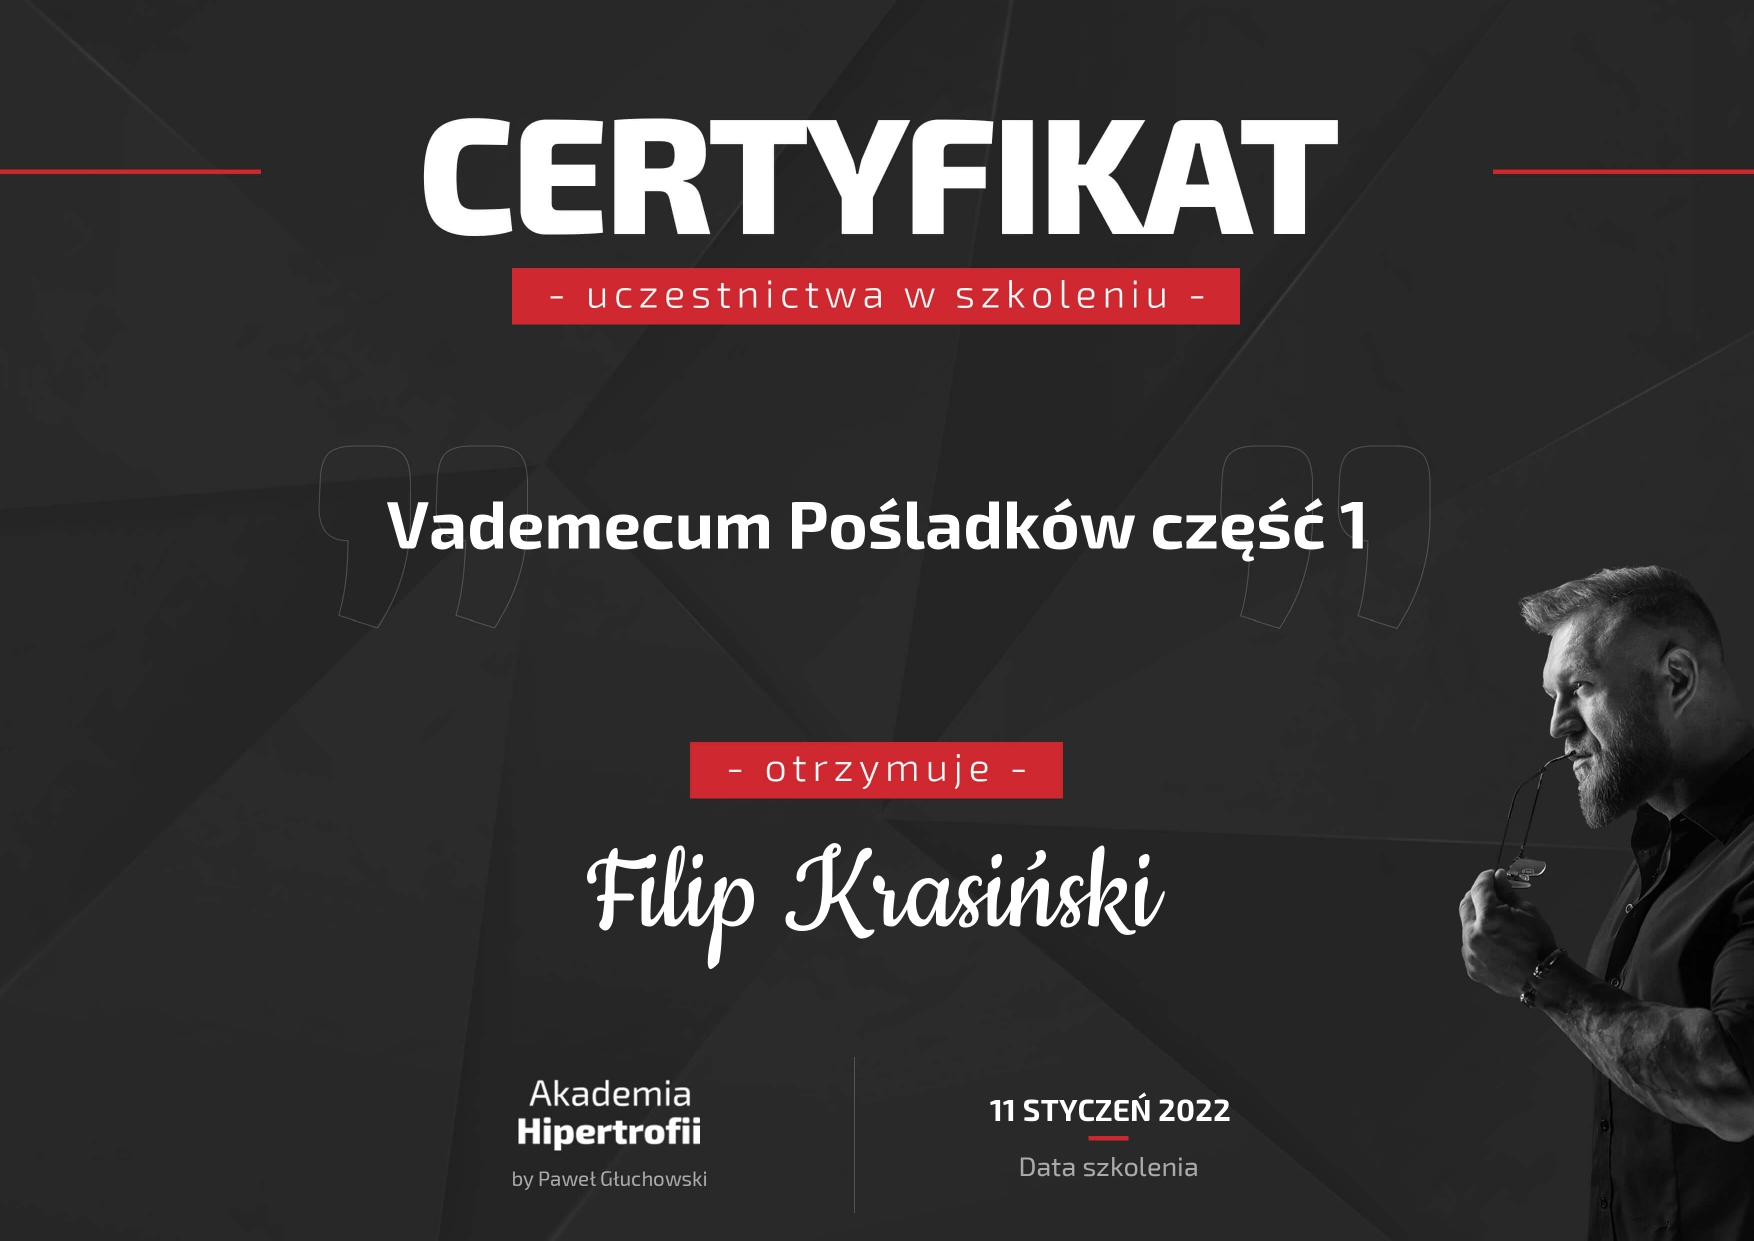 CERTYFIKAT
- uczestnictwa w szkoleniu -
Vademecum Pośladków część 1
- otrzymuje -
Filip Krasiński
Akademia
Hipertrofii
by Paweł Głuchowski
11 STYCZEŃ 2022
Data szkolenia